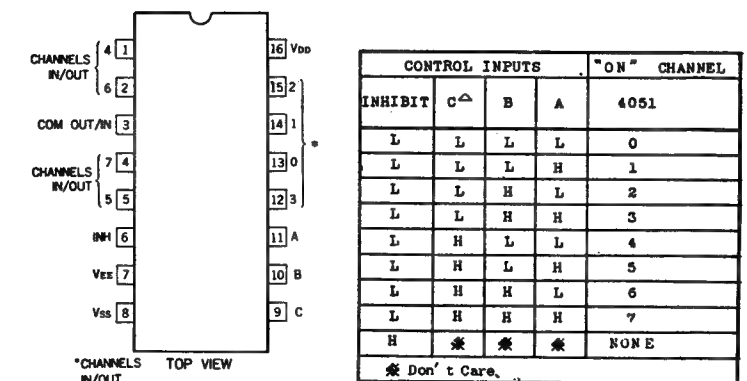 CHANNELS IN/OUT
4 1
6 2
COM OUT/IN 3
CHANNELS IN/OUT
7 4
5 5
INH 6
VEE 7
VSS 8
16 VDD
15 2
14 1
13 0
12 3
*
11 A
10 B
9 C
*CHANNELS IN/OUT
TOP VIEW
CONTROL INPUTS "ON" CHANNEL
INHIBIT C△ B A 4051
L L L L 0
L L L H 1
L L H L 2
L L H H 3
L H L L 4
L H L H 5
L H H L 6
L H H H 7
H ※ ※ ※ NONE
※ Don't Care、